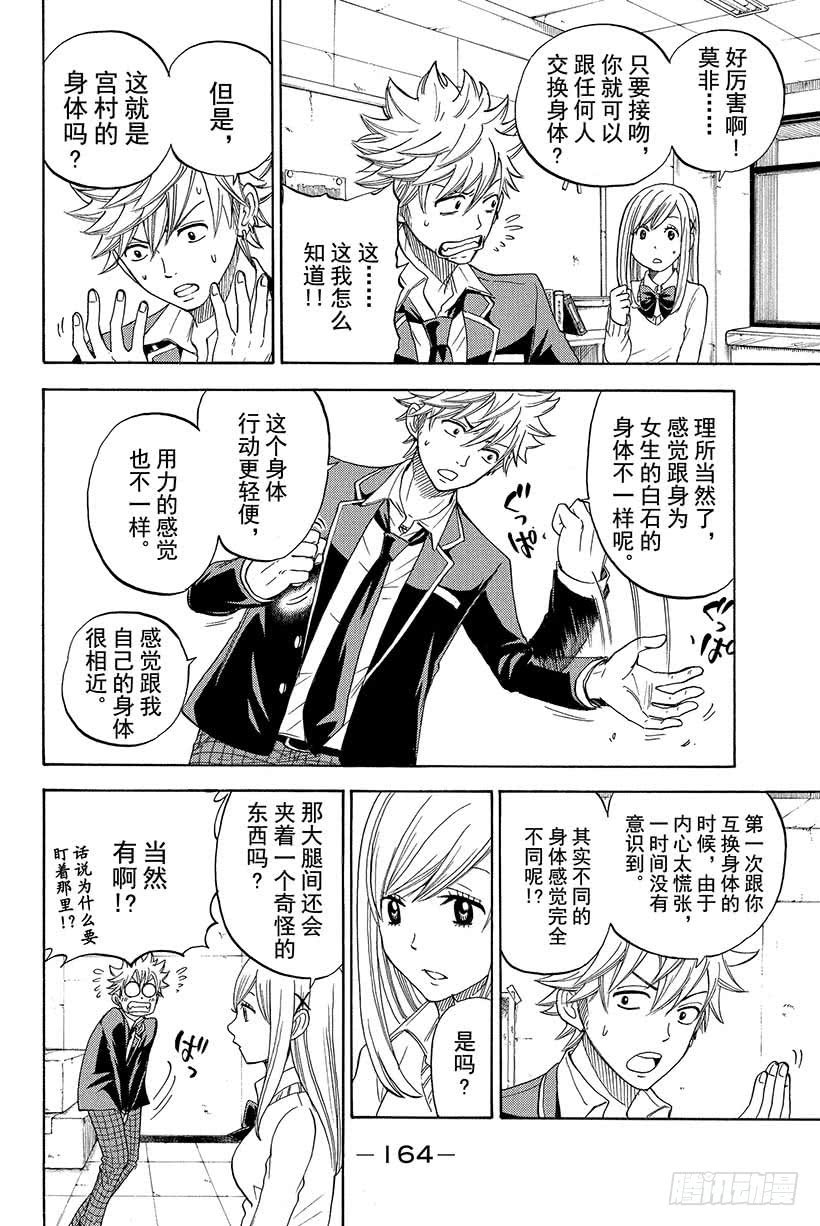 好厉害啊！
莫非……
只要接吻，
你就可以
跟任何人
交换身体？
这……
这我怎么
知道!!
但是，
这就是
宫村的
身体吗？
理所当然了，
感觉跟身为
女生的白石的
身体不一样呢。
ぐっぱっ
ぐっぱっ
这个身体
行动更轻便，
用力的感觉
也不一样。
感觉跟我
自己的身体
很相近。
第一次跟你
互换身体的
时候，由于
内心太慌张，
一时间没有
意识到。
其实不同的
身体感觉完全
不同呢!?
是吗？
那大腿间还会
夹着一个奇怪的
东西吗？
当然
有啊!?
话说为什么要
盯着那里!?
ばっ
—164—
腾讯动漫